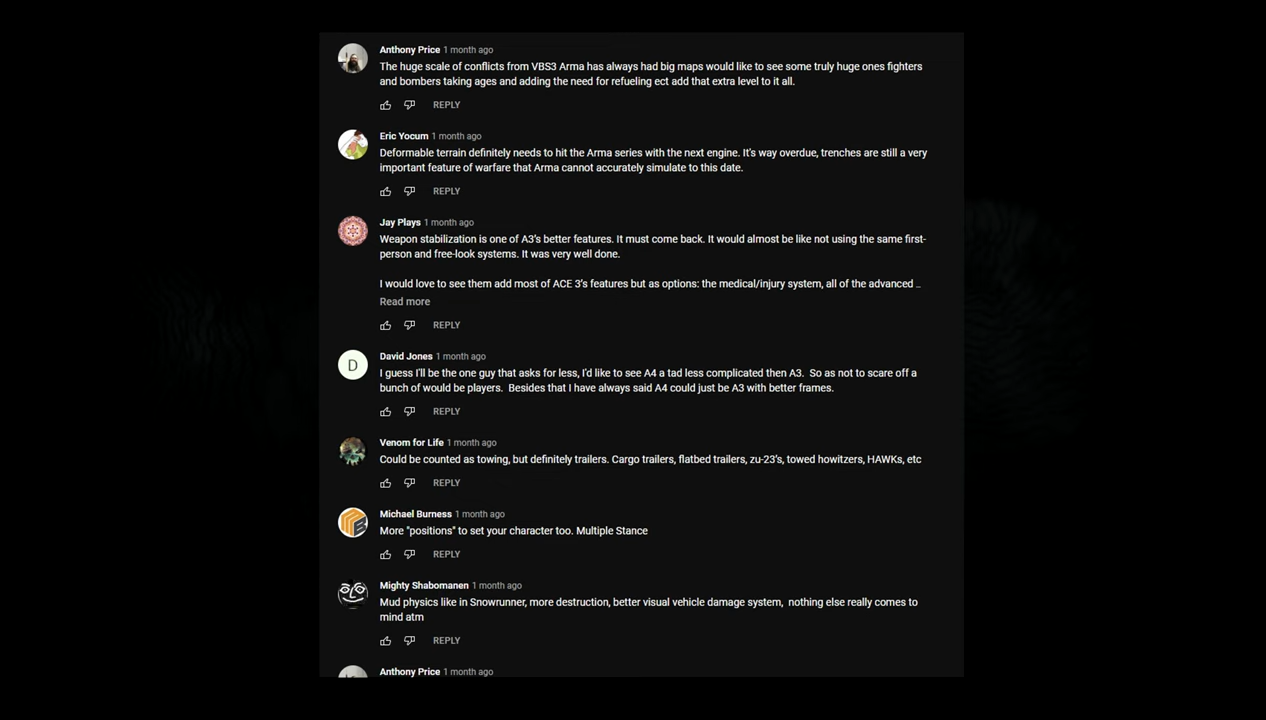 Anthony Price 1 month ago
The huge scale of conflicts from VBS3 Arma has always had big maps would like to see some truly huge ones fighters
and bombers taking ages and adding the need for refueling ect add that extra level to it all.
REPLY
Eric Yocum 1 month ago
Deformable terrain definitely needs to hit the Arma series with the next engine. It's way overdue, trenches are still a very
important feature of warfare that Arma cannot accurately simulate to this date.
REPLY
Jay Plays 1 month ago
Weapon stabilization is one of A3's better features. It must come back. It would almost be like not using the same first-
person and free-look systems. It was very well done.
I would love to see them add most of ACE 3's features but as options: the medical/injury system, all of the advanced ...
Read more
REPLY
D
David Jones 1 month ago
I guess I'll be the one guy that asks for less, I'd like to see A4 a tad less complicated then A3.  So as not to scare off a
bunch of would be players.  Besides that I have always said A4 could just be A3 with better frames.
REPLY
Venom for Life 1 month ago
Could be counted as towing, but definitely trailers. Cargo trailers, flatbed trailers, zu-23's, towed howitzers, HAWKs, etc
REPLY
Michael Burness 1 month ago
More "positions" to set your character too. Multiple Stance
REPLY
Mighty Shabomanen 1 month ago
Mud physics like in Snowrunner, more destruction, better visual vehicle damage system,  nothing else really comes to
mind atm
REPLY
Anthony Price 1 month ago